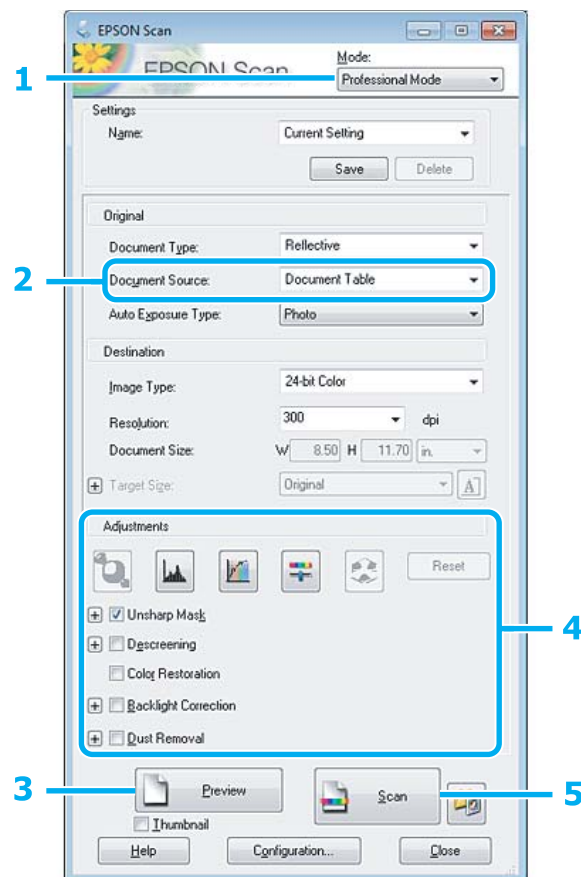 EPSON Scan
EPSON Scan
Mode:
1
Professional Mode
Settings
Name:
Current Setting
Save
Delete
Original
Document Type:
Reflective
2
Document Source:
Document Table
Auto Exposure Type:
Photo
Destination
Image Type:
24-bit Color
Resolution:
300
dpi
Document Size:
W
8.50
H
11.70
in.
Target Size:
Original
A
Adjustments
Reset
Unsharp Mask
4
Descreening
Color Restoration
Backlight Correction
Dust Removal
3
Preview
Scan
5
Thumbnail
Help
Configuration...
Close